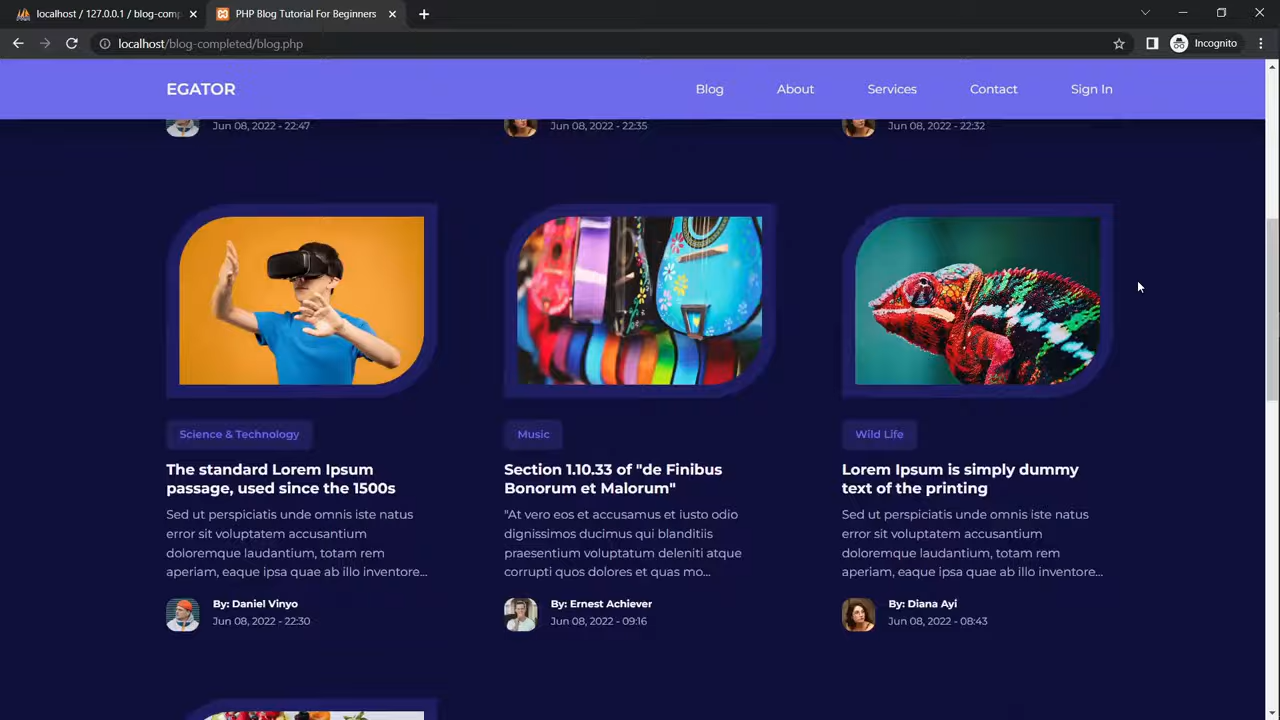 localhost / 127.0.0.1 / blog-comp
PHP Blog Tutorial For Beginners
localhost/blog-completed/blog.php
Incognito
EGATOR
Blog
About
Services
Contact
Sign In
Jun 08, 2022 - 22:47
Jun 08, 2022 - 22:35
Jun 08, 2022 - 22:32
Science & Technology
The standard Lorem Ipsum
passage, used since the 1500s
Sed ut perspiciatis unde omnis iste natus
error sit voluptatem accusantium
doloremque laudantium, totam rem
aperiam, eaque ipsa quae ab illo inventore...
By: Daniel Vinyo
Jun 08, 2022 - 22:30
Music
Section 1.10.33 of "de Finibus
Bonorum et Malorum"
"At vero eos et accusamus et iusto odio
dignissimos ducimus qui blanditiis
praesentium voluptatum deleniti atque
corrupti quos dolores et quas mo...
By: Ernest Achiever
Jun 08, 2022 - 09:16
Wild Life
Lorem Ipsum is simply dummy
text of the printing
Sed ut perspiciatis unde omnis iste natus
error sit voluptatem accusantium
doloremque laudantium, totam rem
aperiam, eaque ipsa quae ab illo inventore...
By: Diana Ayi
Jun 08, 2022 - 08:43